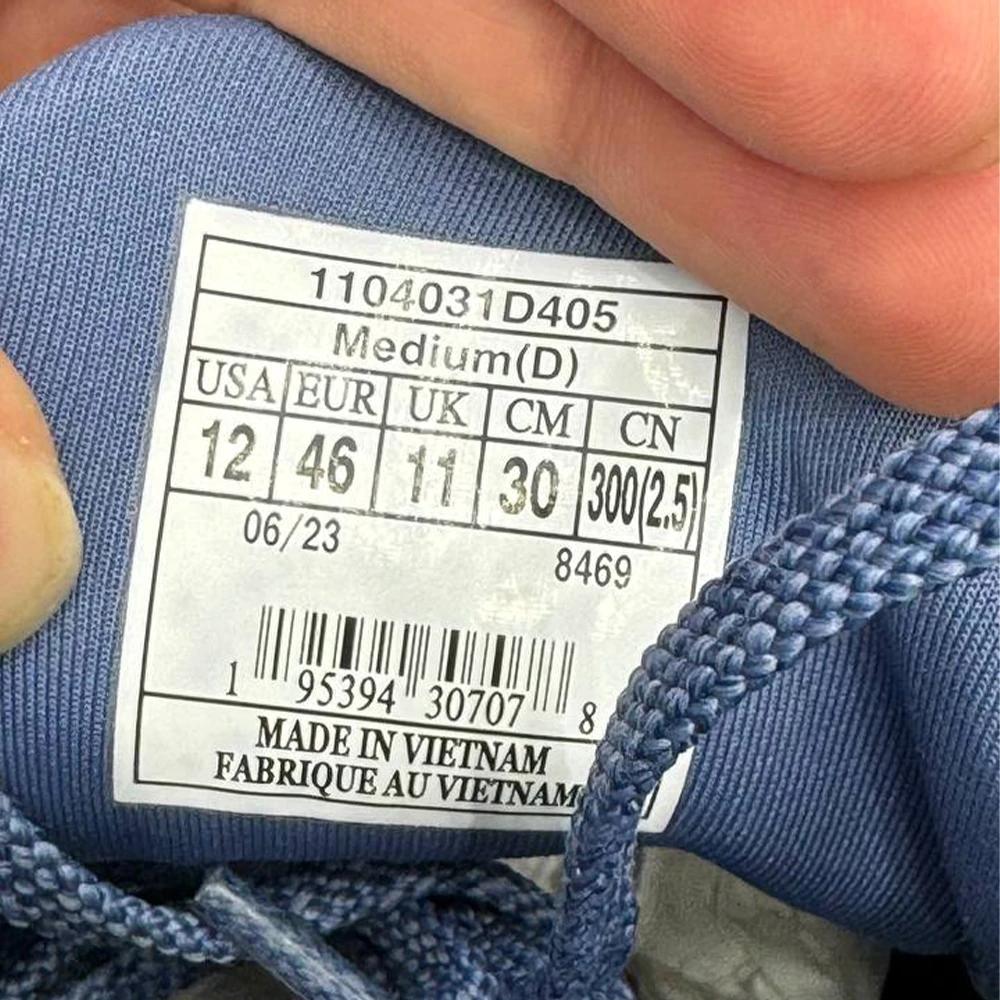 1104031D405
Medium(D)
USA EUR UK CM CN
12 46 11 30 300(2.5)
06/23
8469
1 95394 30707 8
MADE IN VIETNAM
FABRIQUE AU VIETNAM